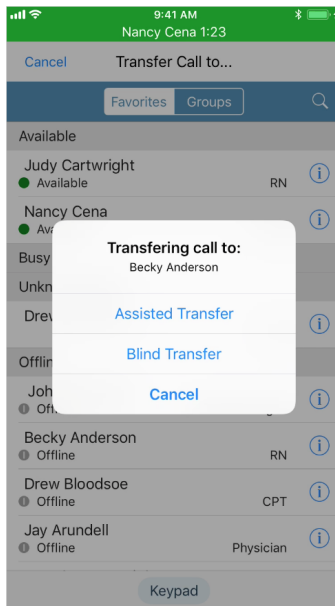 9:41 AM
Nancy Cena 1:23
Cancel Transfer Call to...
Favorites Groups
Available
Judy Cartwright
Available RN
Nancy Cena
Busy
Transfering call to:
Becky Anderson
Assisted Transfer
Blind Transfer
Cancel
Becky Anderson
Offline RN
Drew Bloodsoe
Offline CPT
Jay Arundell
Offline Physician
Keypad